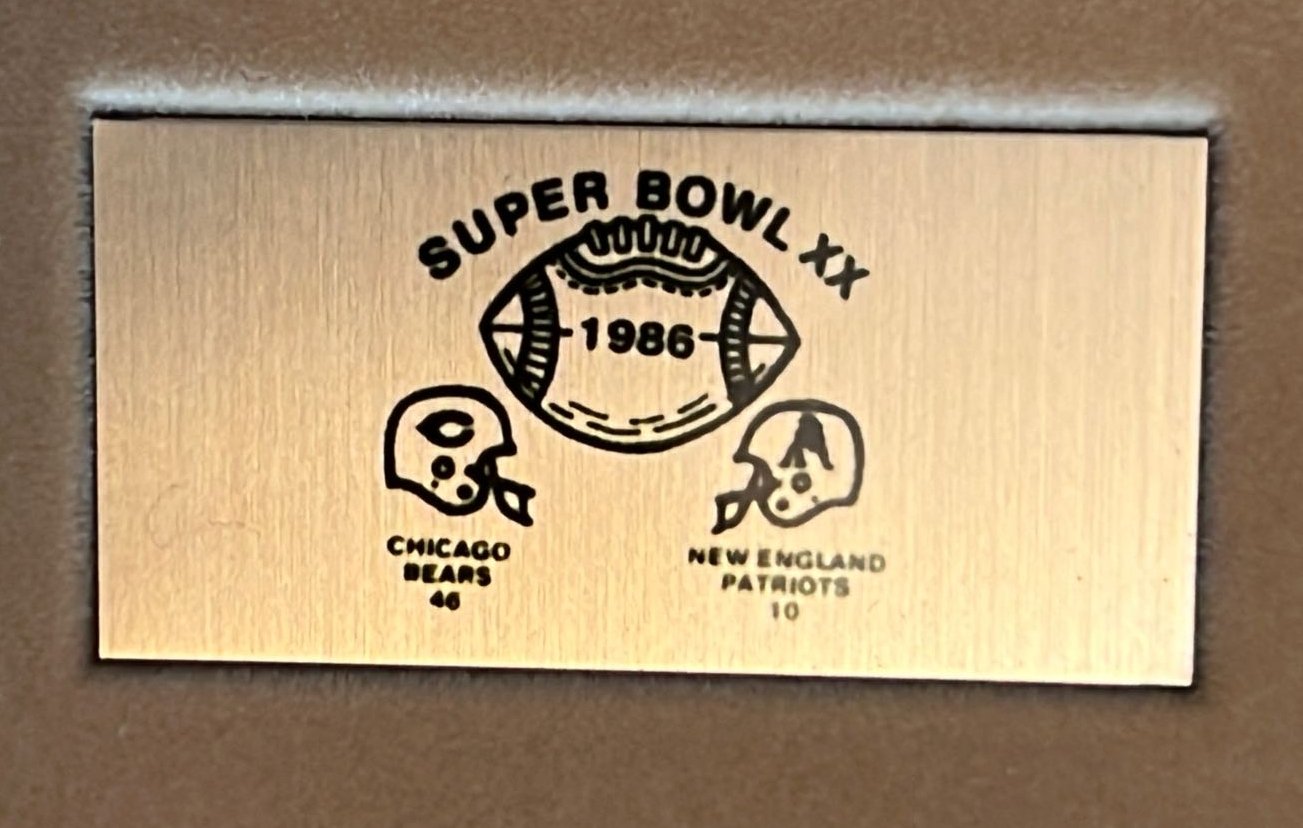 SUPER BOWL XX
1986
CHICAGO
BEARS
46
NEW ENGLAND
PATRIOTS
10